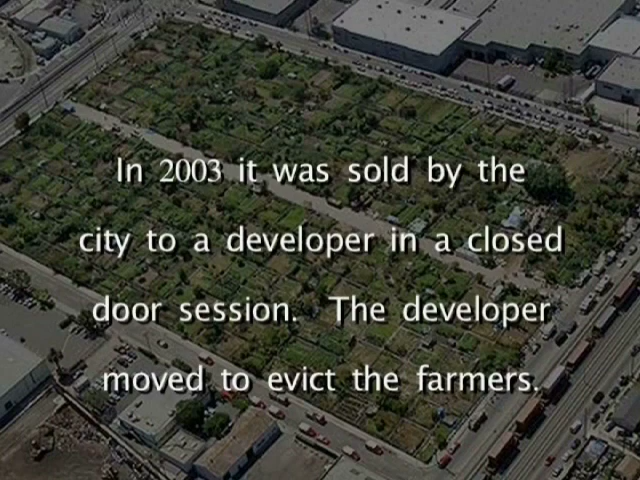 In 2003 it was sold by the
city to a developer in a closed
door session. The developer
moved to evict the farmers.